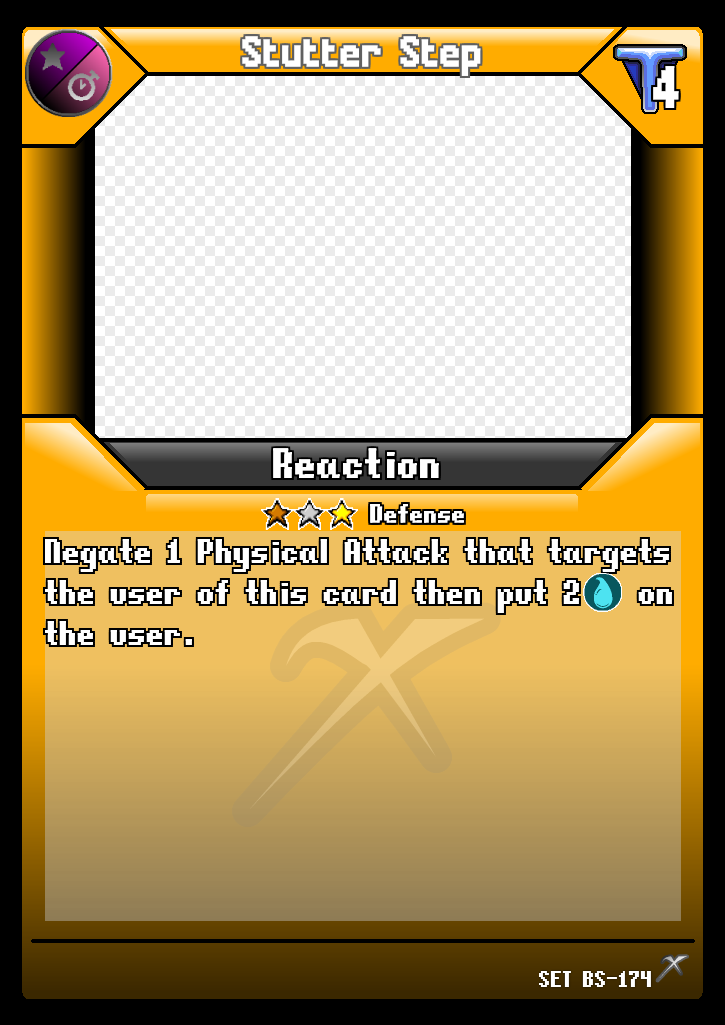 Stutter Step
T4
Reaction
Defense
Negate 1 Physical Attack that targets
the user of this card then put 2 on
the user.
SET BS-174